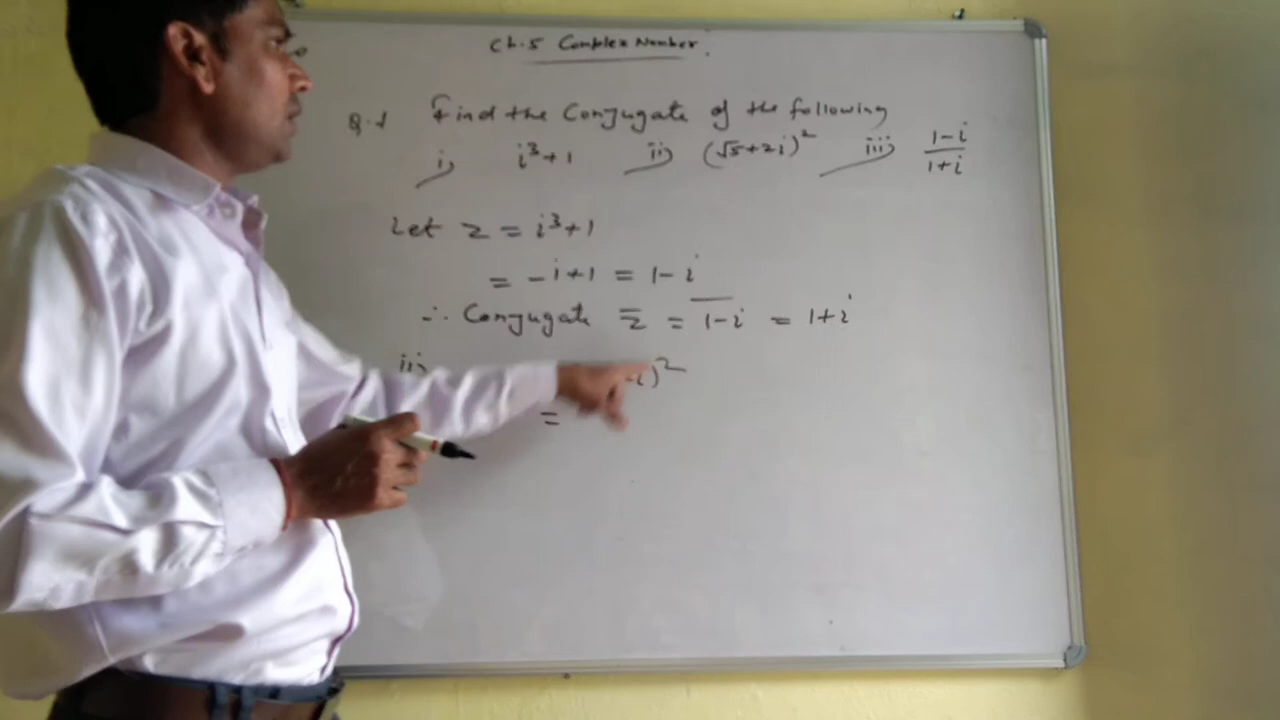 Ch.5 Complex Number.
Q.1 Find the Conjugate of the following
i) i³+1 ii) (√5+2i)² iii) 1-i/1+i
Let z = i³+1
= -i+1 = 1-i
∴ Conjugate z̅ = \overline{1-i} = 1+i
ii) i)²
=